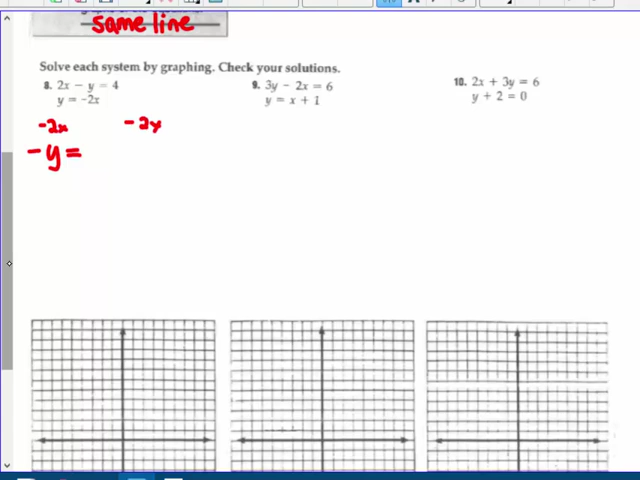 same line
Solve each system by graphing. Check your solutions.
8. 2x − y = 4
y = −2x
9. 3y − 2x = 6
y = x + 1
10. 2x + 3y = 6
y + 2 = 0
-2x -2x
-y =